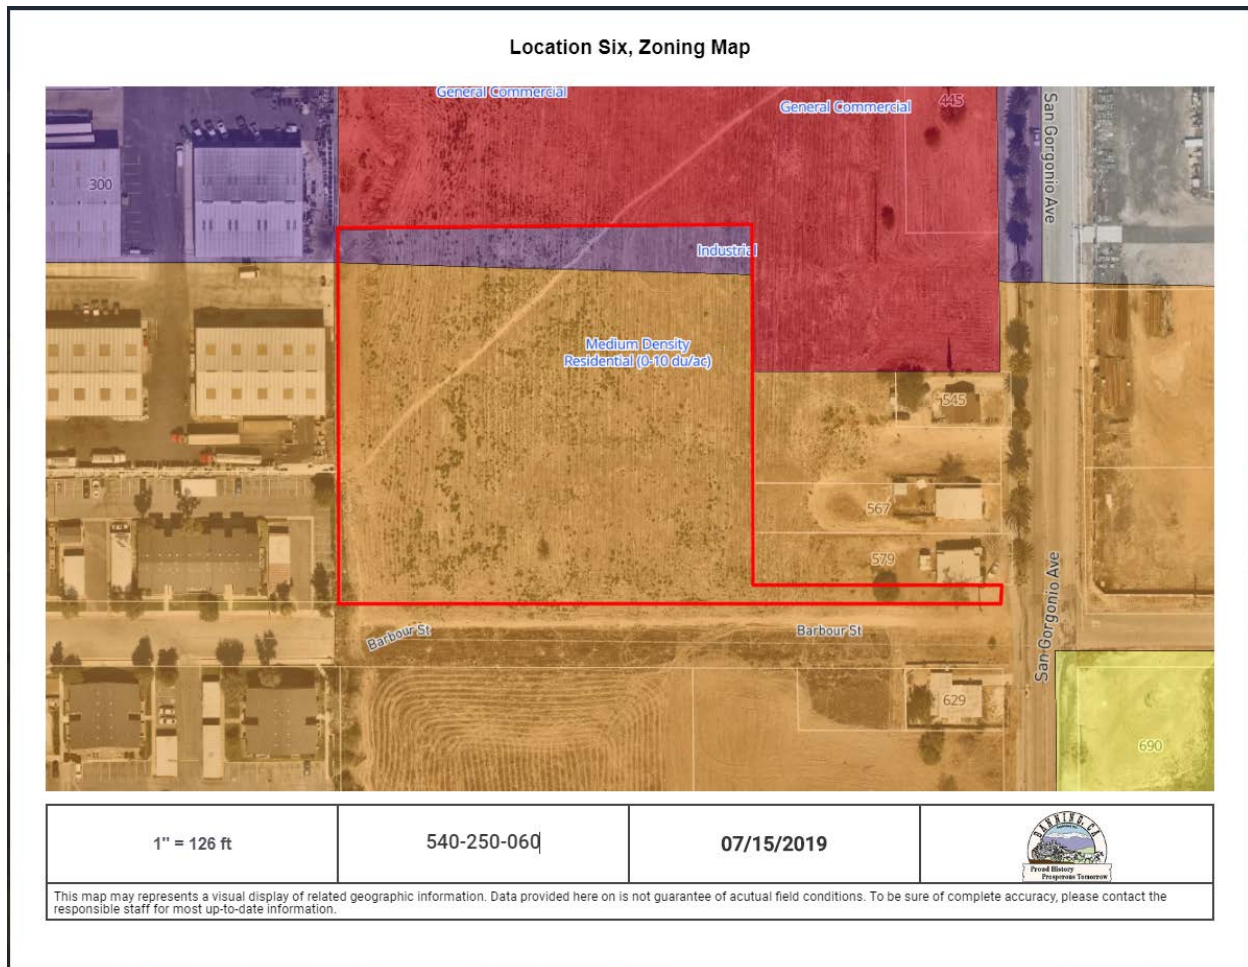 Location Six, Zoning Map
General Commercial
General Commercial
445
San Gorgonio Ave
300
Industrial
Medium Density
Residential (0-10 du/ac)
545
567
579
San Gorgonio Ave
Barbour St
Barbour St
629
690
1" = 126 ft
540-250-060
07/15/2019
BANNING, CA
Proud History
Prosperous Tomorrow
This map may represents a visual display of related geographic information. Data provided here on is not guarantee of acutual field conditions. To be sure of complete accuracy, please contact the
responsible staff for most up-to-date information.